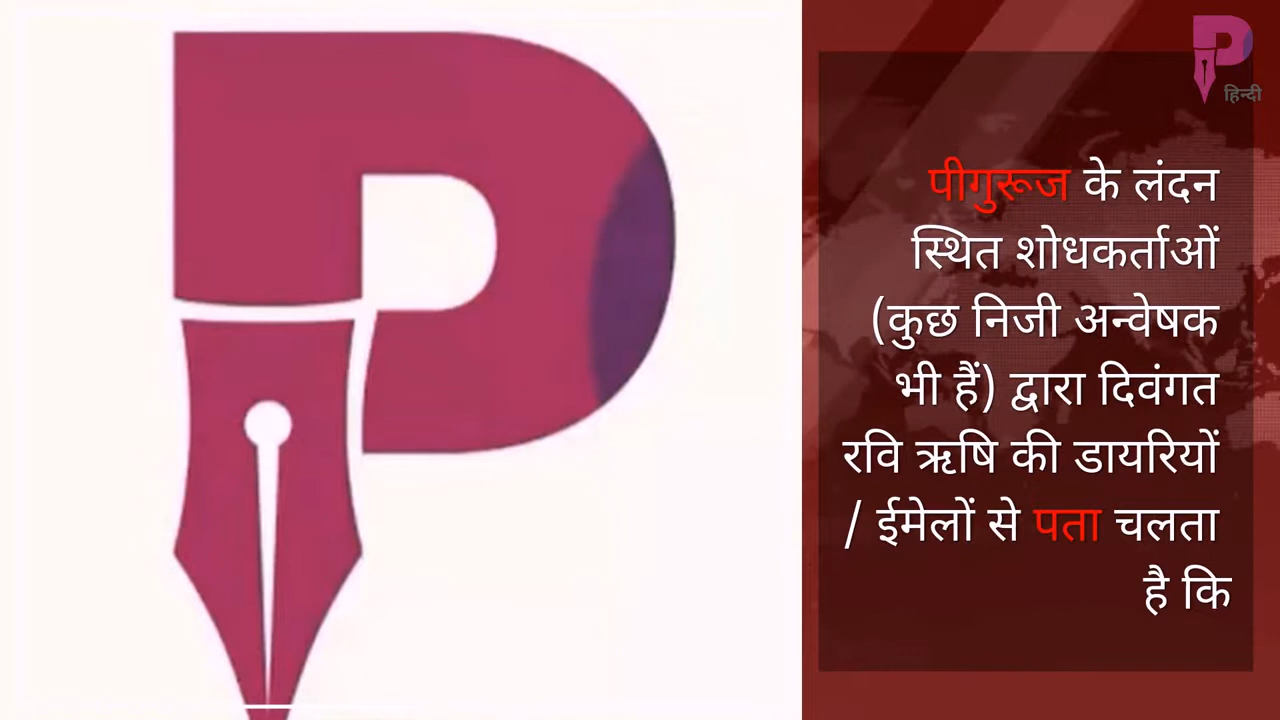 हिन्दी
पीगुरूज के लंदन
स्थित शोधकर्ताओं
(कुछ निजी अन्वेषक
भी हैं) द्वारा दिवंगत
रवि ऋषि की डायरियों
/ ईमेलों से पता चलता
है कि